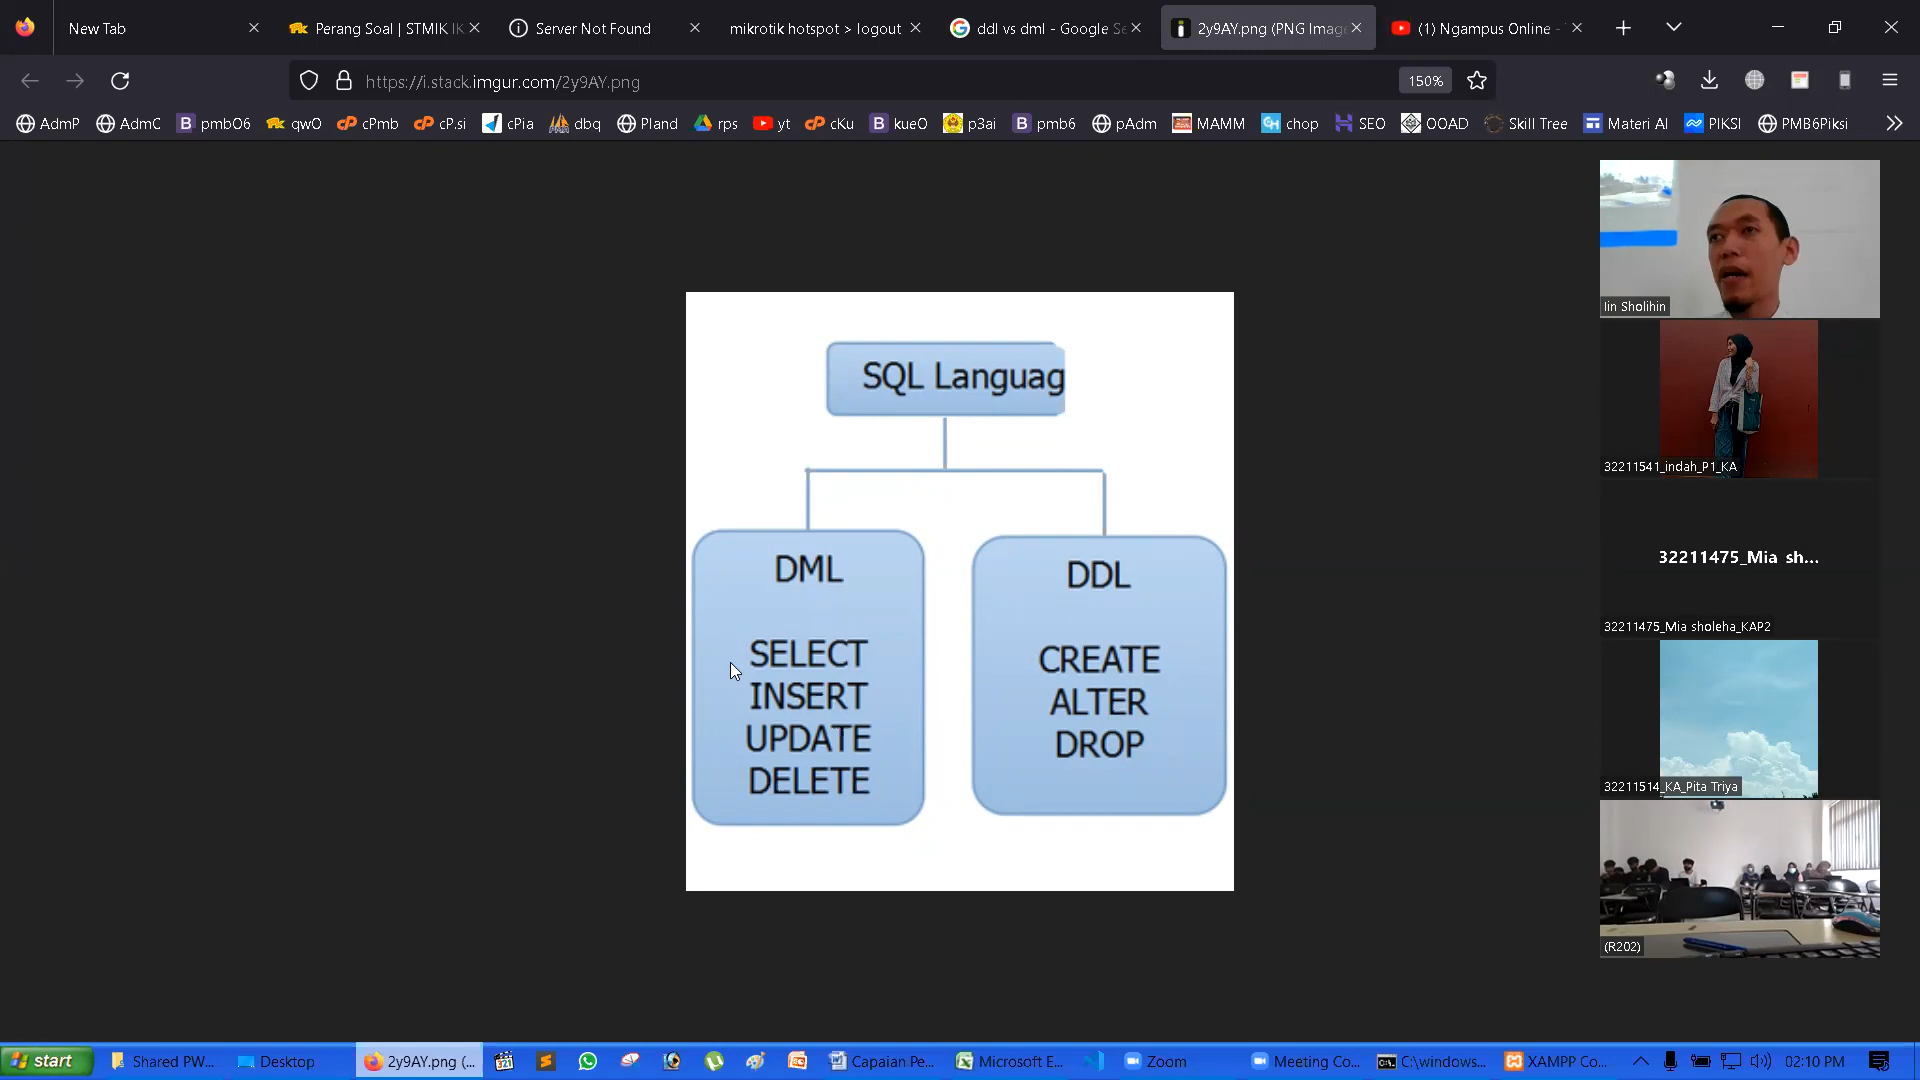 New Tab
Perang Soal | STMIK IK
Server Not Found
mikrotik hotspot > logout
ddl vs dml - Google Se
2y9AY.png (PNG Image
(1) Ngampus Online -
https://i.stack.imgur.com/2y9AY.png
150%
AdmP
AdmC
pmbO6
qwO
cPmb
cP.si
cPia
dbq
Pland
rps
yt
cKu
kueO
p3ai
pmb6
pAdm
MAMM
chop
SEO
OOAD
Skill Tree
Materi AI
PIKSI
PMB6Piksi
SQL Languag
DML
SELECT
INSERT
UPDATE
DELETE
DDL
CREATE
ALTER
DROP
Iin Sholihin
32211541_indah_P1_KA
32211475_Mia sh...
32211475_Mia sholeha_KAP2
32211514_KA_Pita Triya
(R202)
start
Shared PW...
Desktop
2y9AY.png (...
321
Capaian Pe...
Microsoft E...
Zoom
Meeting Co...
C:\windows...
XAMPP Co...
02:10 PM